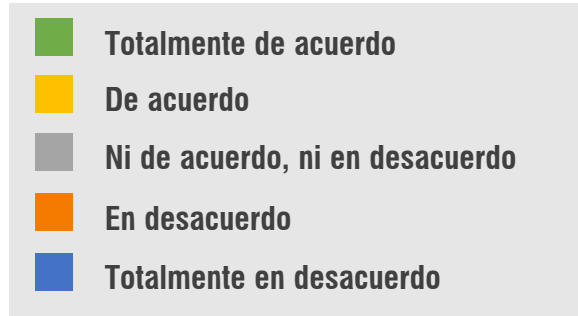 Totalmente de acuerdo
De acuerdo
Ni de acuerdo, ni en desacuerdo
En desacuerdo
Totalmente en desacuerdo